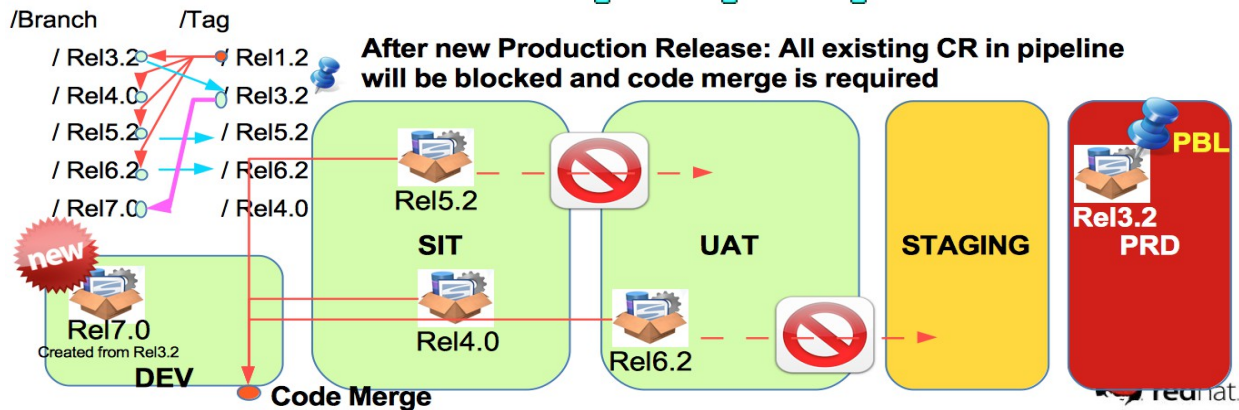 /Branch /Tag
/ Rel3.2 / Rel1.2
/ Rel4.0 / Rel3.2
/ Rel5.2 / Rel5.2
/ Rel6.2 / Rel6.2
/ Rel7.0 / Rel4.0
After new Production Release: All existing CR in pipeline
will be blocked and code merge is required
PBL
Rel5.2
Rel3.2
SIT UAT STAGING PRD
new
Rel7.0
Created from Rel3.2
DEV
Rel4.0
Rel6.2
Code Merge
redhat.